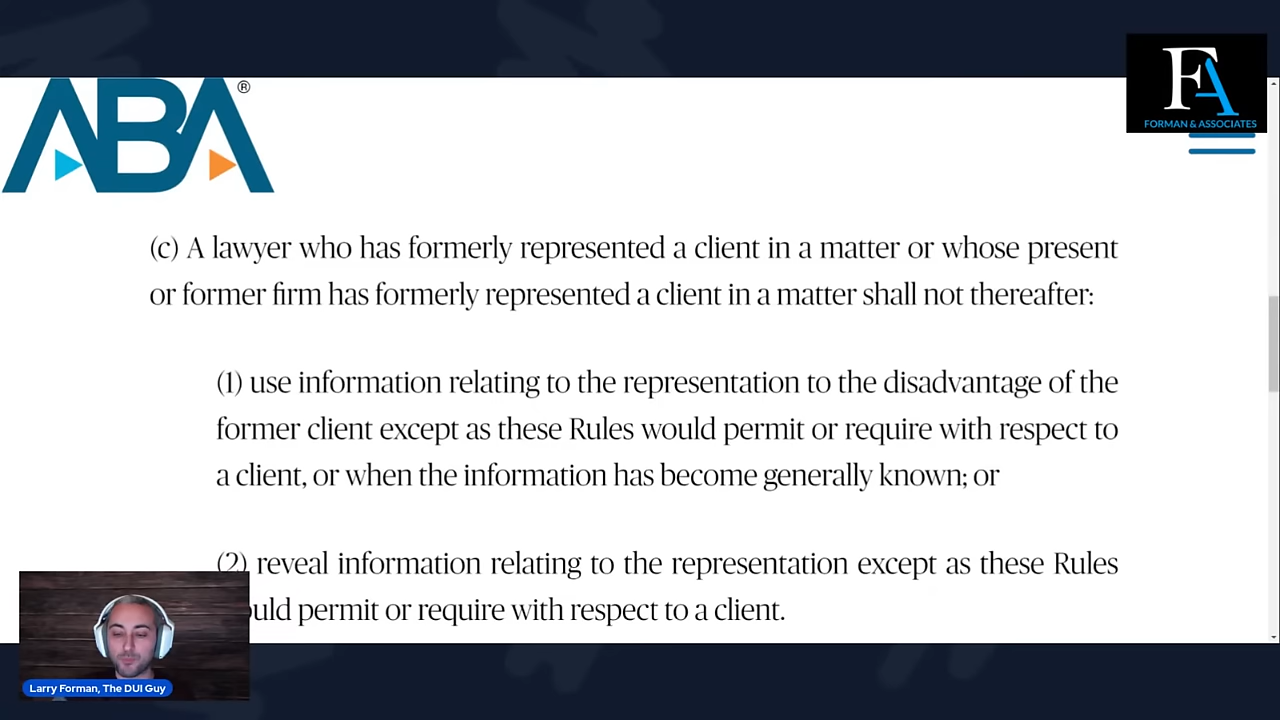 ABA®
FA
FORMAN & ASSOCIATES
(c) A lawyer who has formerly represented a client in a matter or whose present
or former firm has formerly represented a client in a matter shall not thereafter:
(1) use information relating to the representation to the disadvantage of the
former client except as these Rules would permit or require with respect to
a client, or when the information has become generally known; or
(2) reveal information relating to the representation except as these Rules
permit or require with respect to a client.
Larry Forman, The DUI Guy